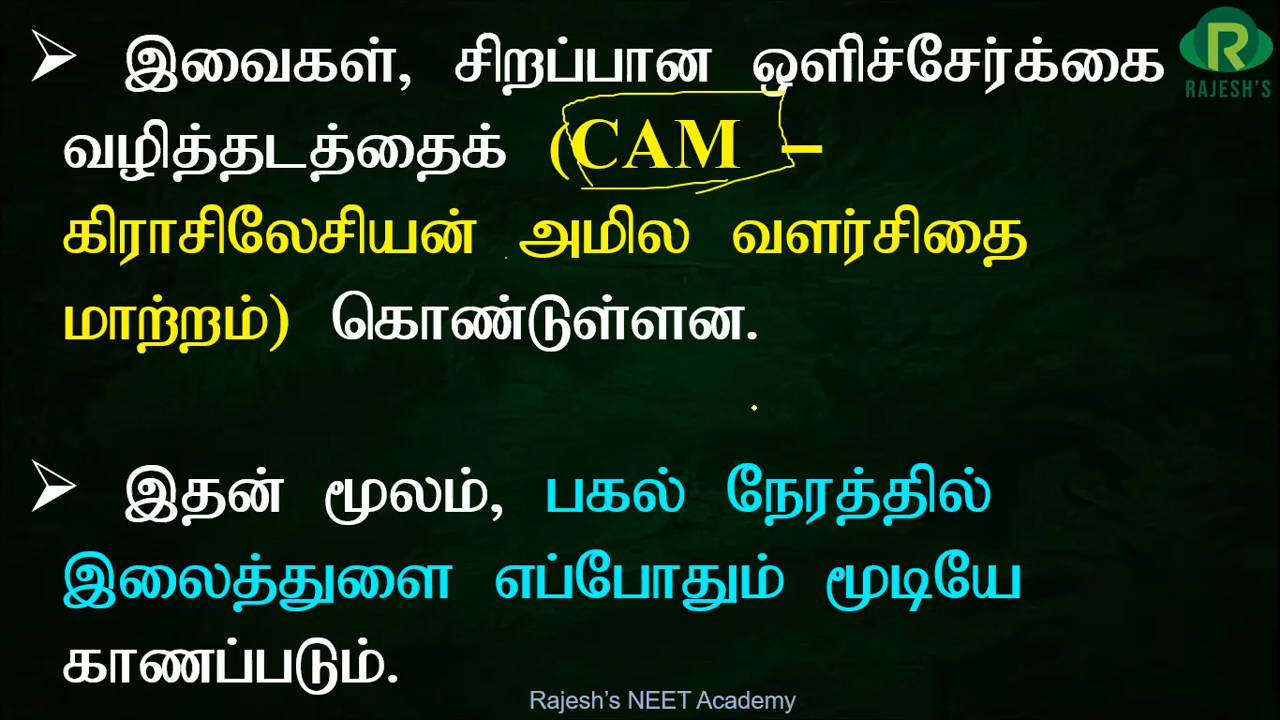 ➢ இவைகள், சிறப்பான ஒளிச்சேர்க்கை
வழித்தடத்தைக் (CAM –
கிராசிலேசியன் அமில வளர்சிதை
மாற்றம்) கொண்டுள்ளன.
➢ இதன் மூலம், பகல் நேரத்தில்
இலைத்துளை எப்போதும் மூடியே
காணப்படும்.
R
RAJESH'S
Rajesh's NEET Academy